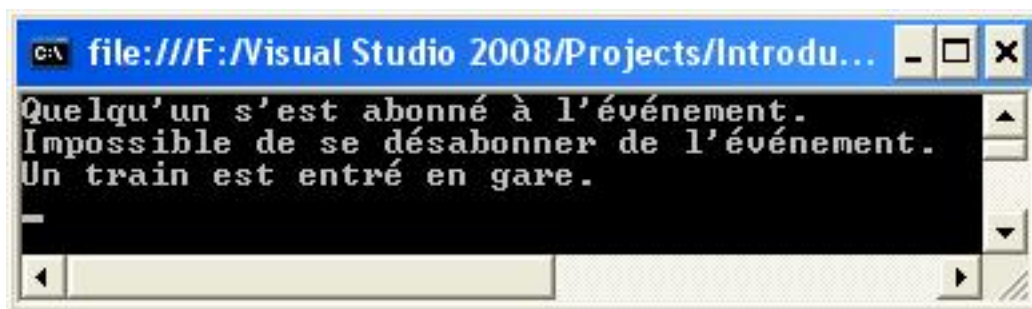 file:///F:/Visual Studio 2008/Projects/Introdu...
Quelqu'un s'est abonné à l'événement.
Impossible de se désabonner de l'événement.
Un train est entré en gare.